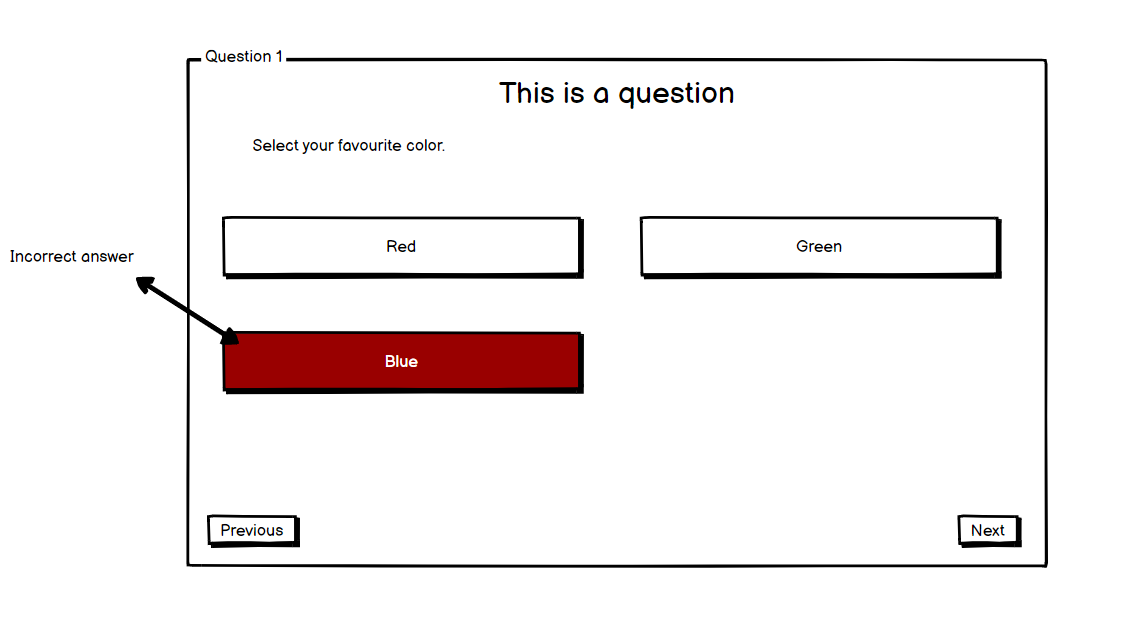 Question 1
This is a question
Select your favourite color.
Red
Green
Incorrect answer
Blue
Previous
Next